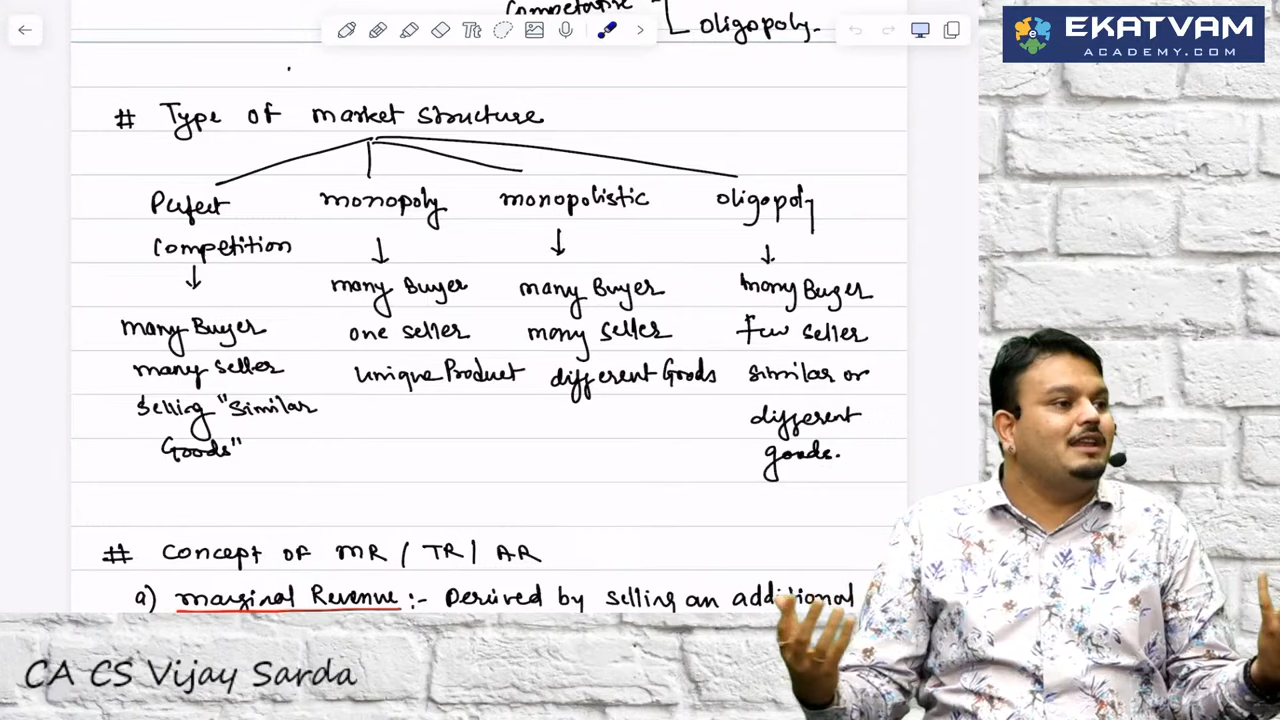 Competative
oligopoly.
EKATVAM
ACADEMY.COM
# Type of market structure
Perfect
Competition
many Buyer
many seller
selling "similar
Goods"
monopoly
many Buyer
one seller
unique Product
monopolistic
many Buyer
many seller
different Goods
oligopoly
many Buyer
few seller
similar or
different
goods.
# Concept of MR / TR / AR
a) marginal Revenue :- Derived by selling an additional
CA CS Vijay Sarda